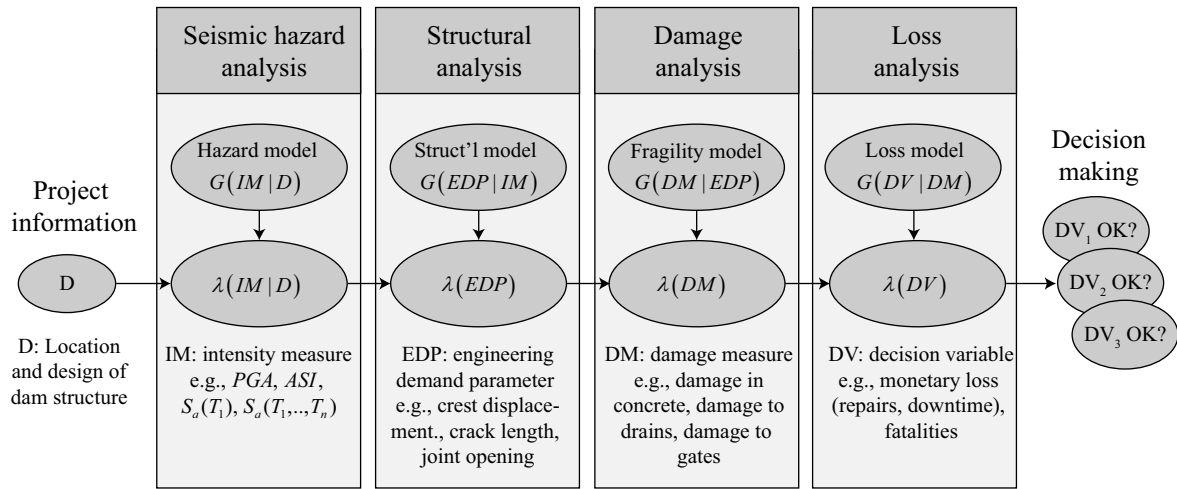 Project
information
D
D: Location
and design of
dam structure
Seismic hazard
analysis
Hazard model
G(IM | D)
λ(IM | D)
IM: intensity measure
e.g., PGA, ASI,
Sₐ(T₁), Sₐ(T₁,..,Tₙ)
Structural
analysis
Struct'l model
G(EDP | IM)
λ(EDP)
EDP: engineering
demand parameter
e.g., crest displace-
ment., crack length,
joint opening
Damage
analysis
Fragility model
G(DM | EDP)
λ(DM)
DM: damage measure
e.g., damage in
concrete, damage to
drains, damage to
gates
Loss
analysis
Loss model
G(DV | DM)
λ(DV)
DV: decision variable
e.g., monetary loss
(repairs, downtime),
fatalities
Decision
making
DV₁ OK?
DV₂ OK?
DV₃ OK?